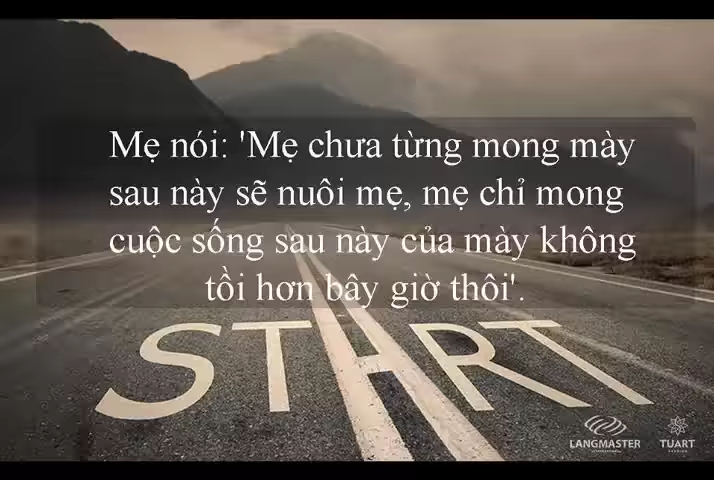 Mẹ nói: 'Mẹ chưa từng mong mày
sau này sẽ nuôi mẹ, mẹ chỉ mong
cuộc sống sau này của mày không
tồi hơn bây giờ thôi'.
START
LANGMASTER
TUART